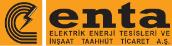 enta
ELEKTRİK ENERJİ TESİSLERİ VE
İNŞAAT TAAHHÜT TİCARET A.Ş.